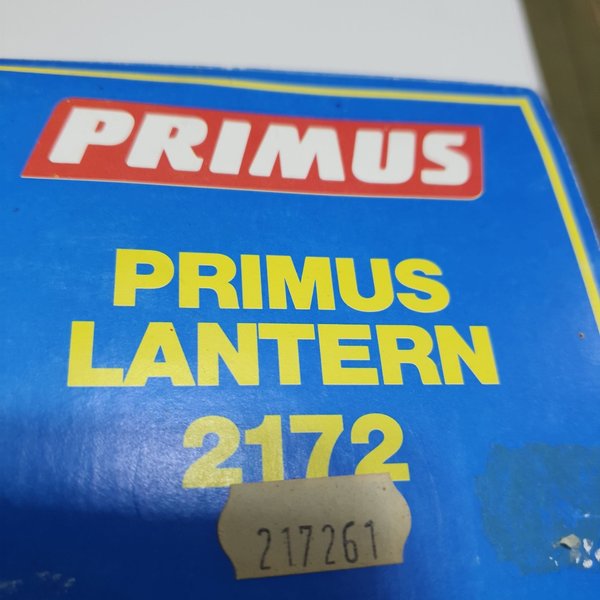 PRIMUS
PRIMUS
LANTERN
2172
217261